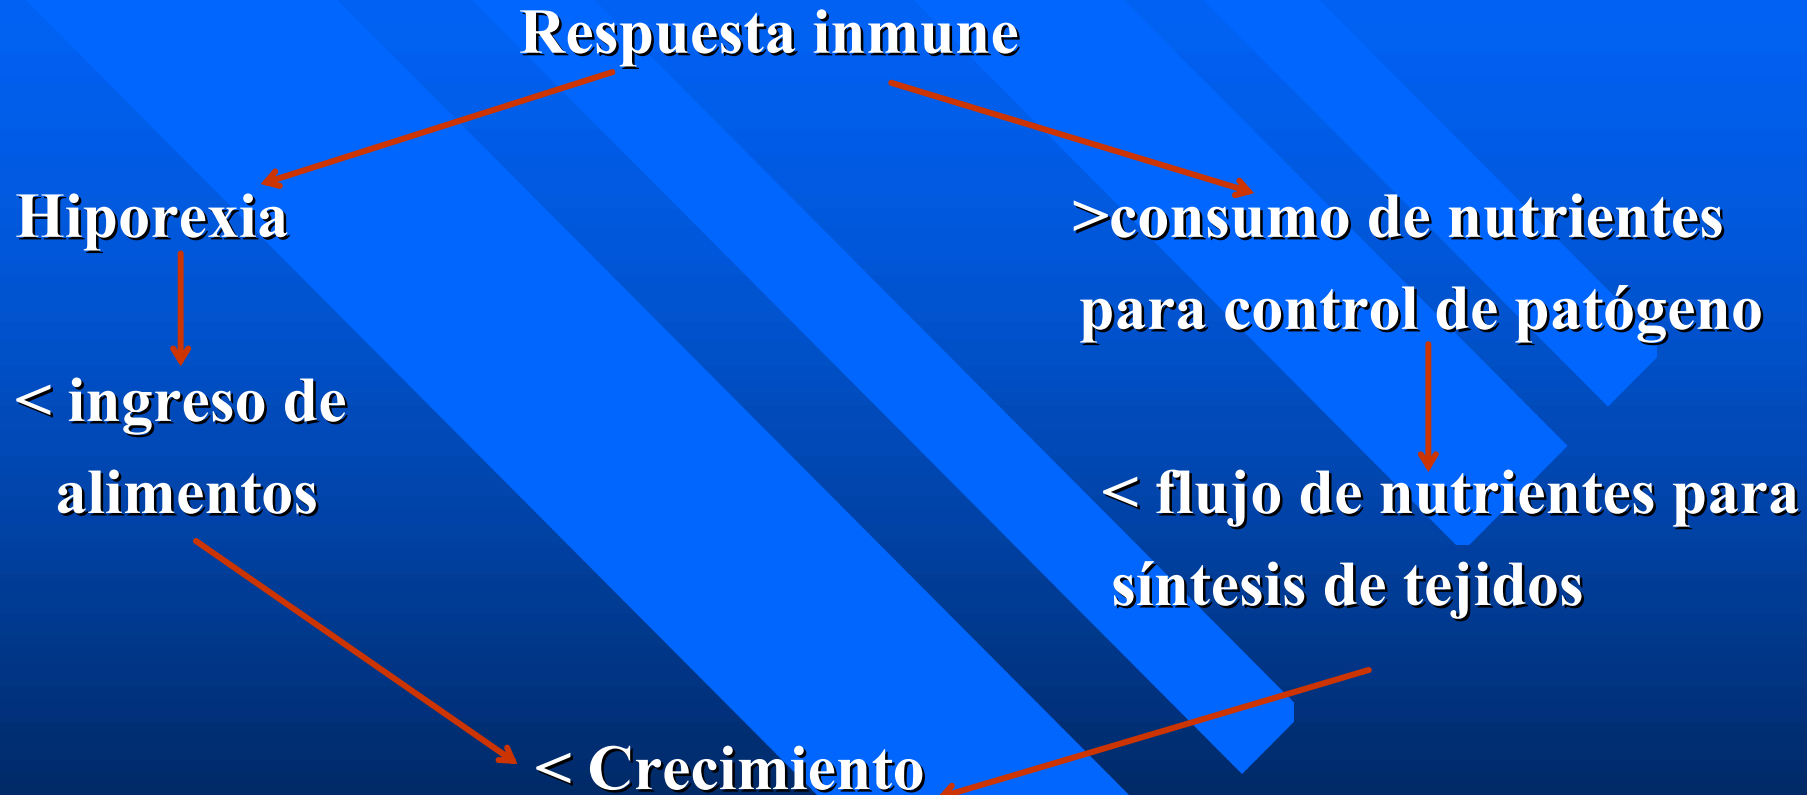 Respuesta inmune
Hiporexia
>consumo de nutrientes
para control de patógeno
< ingreso de
alimentos
< flujo de nutrientes para
síntesis de tejidos
< Crecimiento